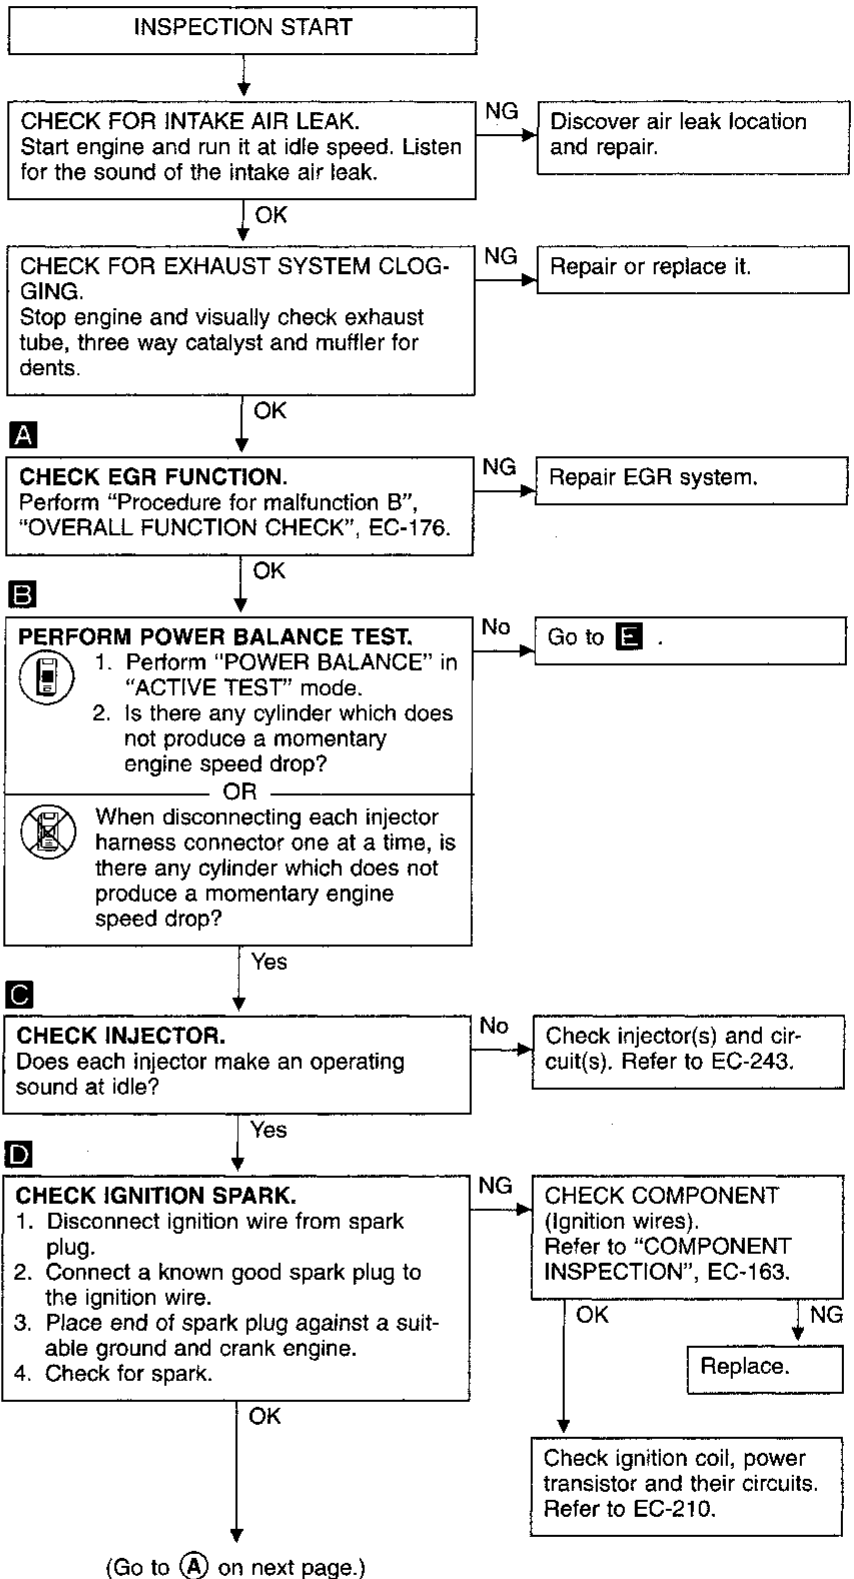 INSPECTION START
CHECK FOR INTAKE AIR LEAK.
Start engine and run it at idle speed. Listen
for the sound of the intake air leak.
NG
Discover air leak location
and repair.
OK
CHECK FOR EXHAUST SYSTEM CLOG-
GING.
Stop engine and visually check exhaust
tube, three way catalyst and muffler for
dents.
NG
Repair or replace it.
OK
A
CHECK EGR FUNCTION.
Perform “Procedure for malfunction B”,
“OVERALL FUNCTION CHECK”, EC-176.
NG
Repair EGR system.
OK
B
PERFORM POWER BALANCE TEST.
1. Perform “POWER BALANCE” in
“ACTIVE TEST” mode.
2. Is there any cylinder which does
not produce a momentary
engine speed drop?
OR
When disconnecting each injector
harness connector one at a time, is
there any cylinder which does not
produce a momentary engine
speed drop?
No
Go to E .
Yes
C
CHECK INJECTOR.
Does each injector make an operating
sound at idle?
No
Check injector(s) and cir-
cuit(s). Refer to EC-243.
Yes
D
CHECK IGNITION SPARK.
1. Disconnect ignition wire from spark
plug.
2. Connect a known good spark plug to
the ignition wire.
3. Place end of spark plug against a suit-
able ground and crank engine.
4. Check for spark.
NG
CHECK COMPONENT
(Ignition wires).
Refer to “COMPONENT
INSPECTION”, EC-163.
OK
NG
Replace.
Check ignition coil, power
transistor and their circuits.
Refer to EC-210.
OK
(Go to A on next page.)